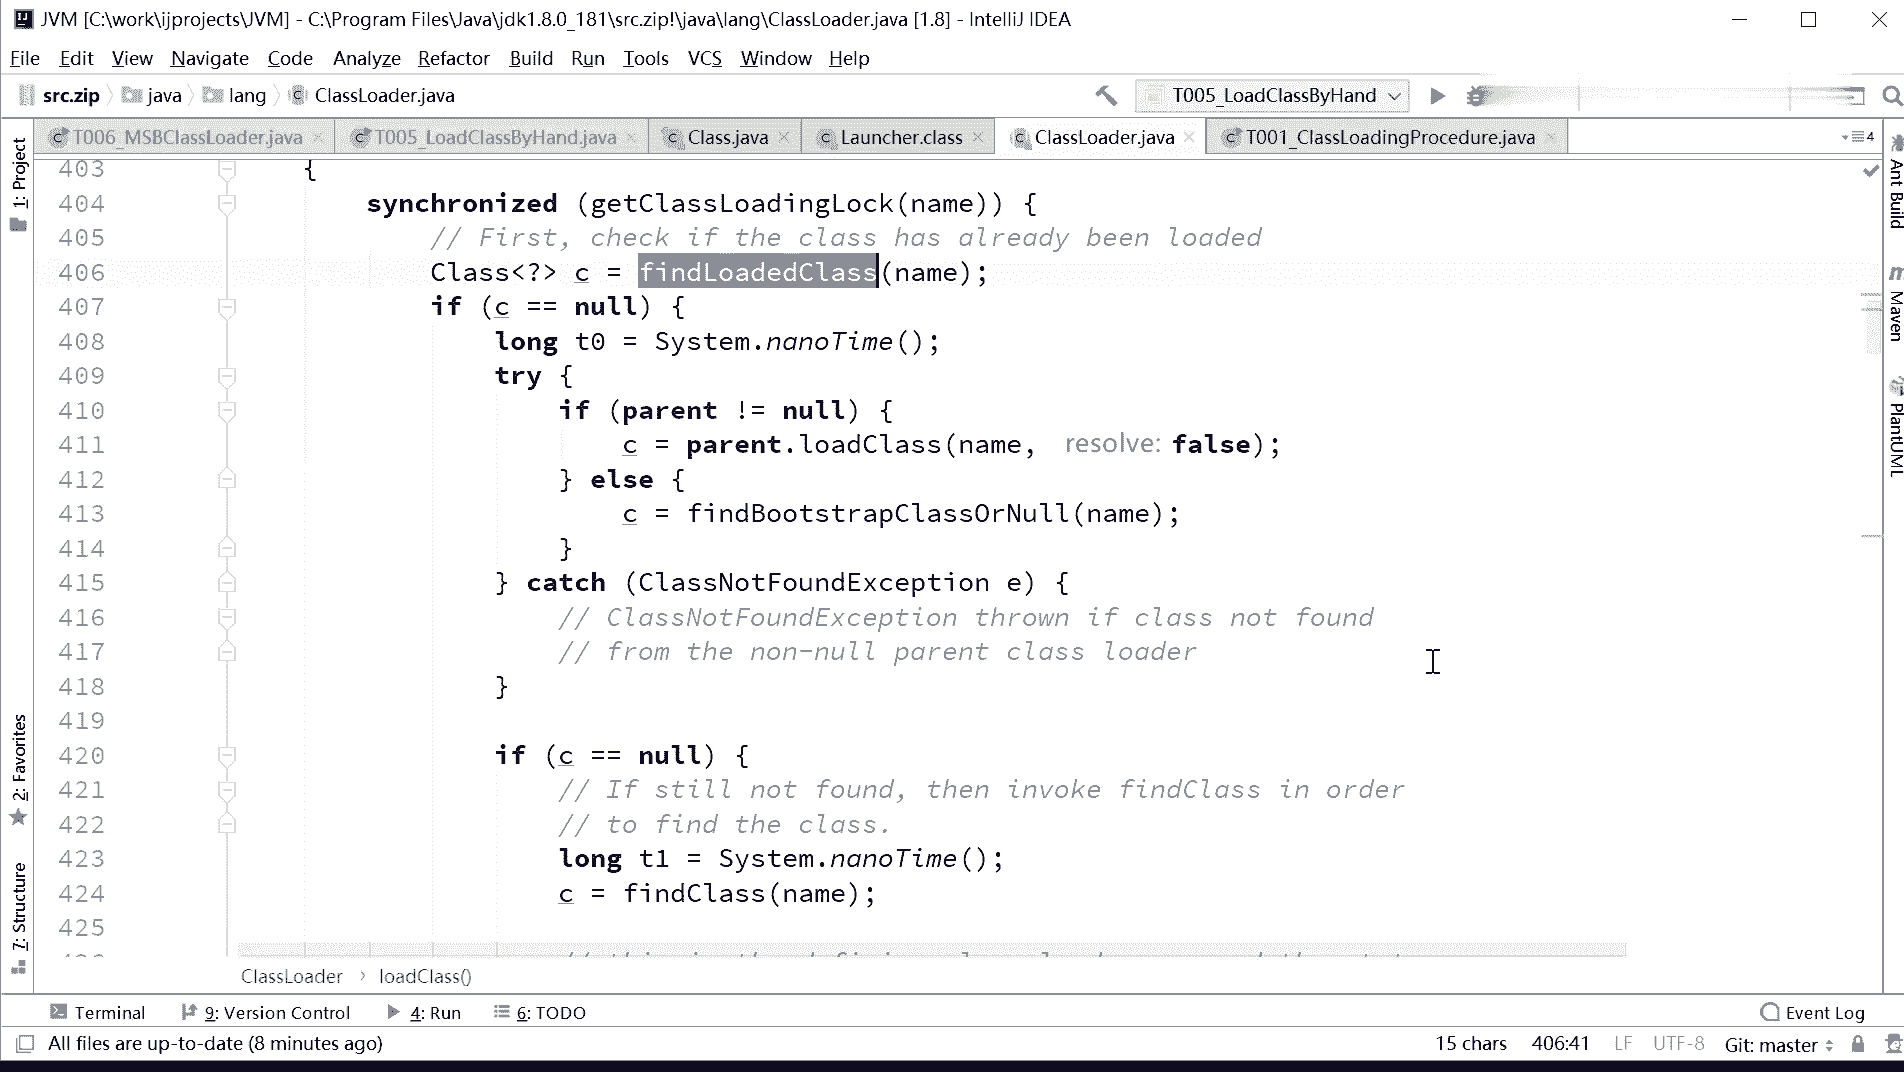 JVM [C:\work\ijprojects\JVM] - C:\Program Files\Java\jdk1.8.0_181\src.zip!\java\lang\ClassLoader.java [1.8] - IntelliJ IDEA
File Edit View Navigate Code Analyze Refactor Build Run Tools VCS Window Help
src.zip java lang ClassLoader.java T005_LoadClassByHand
T006_MSBClassLoader.java T005_LoadClassByHand.java Class.java Launcher.class ClassLoader.java T001_ClassLoadingProcedure.java 4
1: Project
2: Favorites
7: Structure
403 {
404 synchronized (getClassLoadingLock(name)) {
405 // First, check if the class has already been loaded
406 Class<?> c = findLoadedClass(name);
407 if (c == null) {
408 long t0 = System.nanoTime();
409 try {
410 if (parent != null) {
411 c = parent.loadClass(name, resolve: false);
412 } else {
413 c = findBootstrapClassOrNull(name);
414 }
415 } catch (ClassNotFoundException e) {
416 // ClassNotFoundException thrown if class not found
417 // from the non-null parent class loader
418 }
419
420 if (c == null) {
421 // If still not found, then invoke findClass in order
422 // to find the class.
423 long t1 = System.nanoTime();
424 c = findClass(name);
425
Ant Build
Maven
PlantUML
ClassLoader › loadClass()
Terminal 9: Version Control 4: Run 6: TODO Event Log
All files are up-to-date (8 minutes ago) 15 chars 406:41 LF UTF-8 Git: master